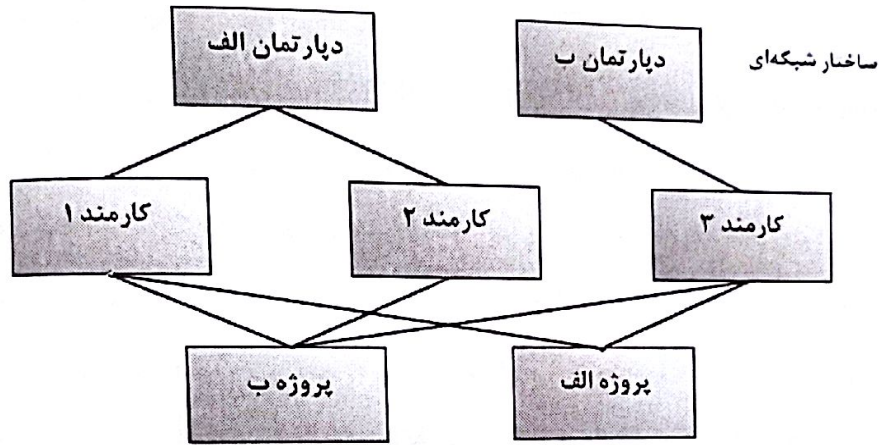 ساختار شبکه‌ای
دپارتمان ب
دپارتمان الف
کارمند ۳
کارمند ۲
کارمند ۱
پروژه الف
پروژه ب